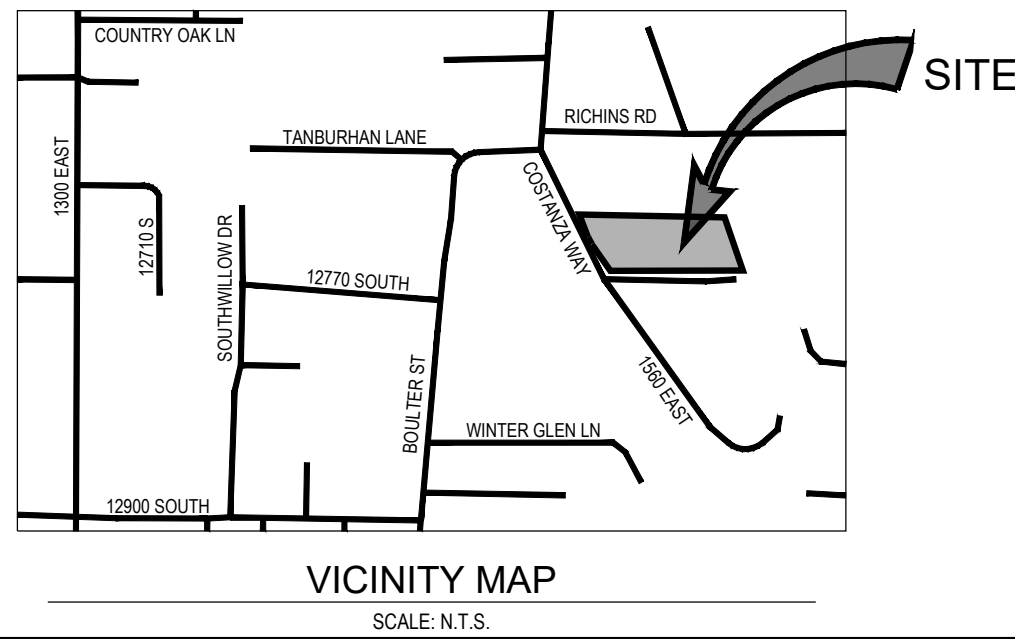 COUNTRY OAK LN
SITE
RICHINS RD
TANBURHAN LANE
1300 EAST
COSTANZA WAY
12710 S
SOUTHWILLOW DR
12770 SOUTH
BOULTER ST
1560 EAST
WINTER GLEN LN
12900 SOUTH
VICINITY MAP
SCALE: N.T.S.